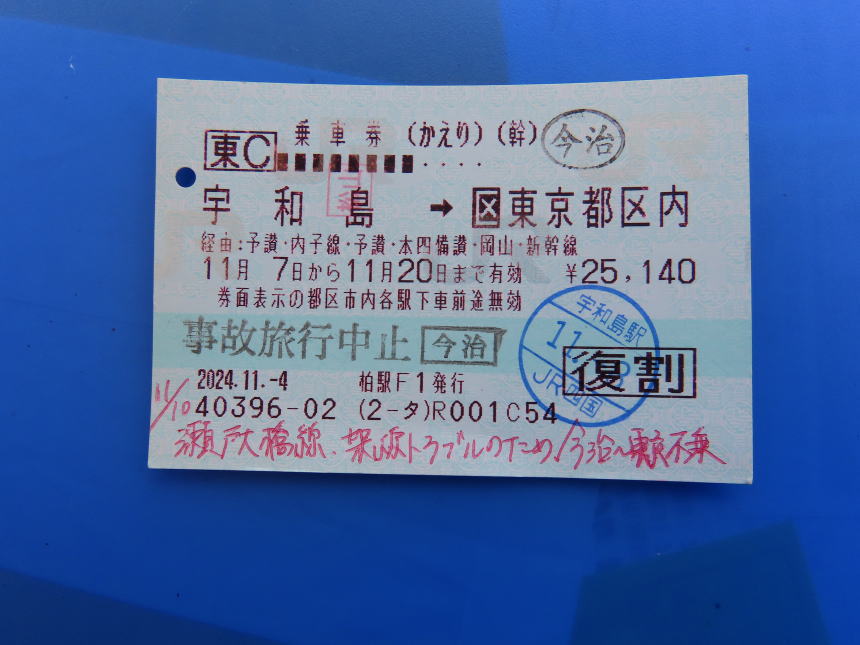 東C 乗車券 (かえり) (幹) 今治
■■■■■■■■・・・・
松山
宇和島 → 区東京都区内
経由:予讃・内子線・予讃・本四備讃・岡山・新幹線
11月 7日から11月20日まで有効 ¥25,140
券面表示の都区市内各駅下車前途無効
事故旅行中止 今治
宇和島駅
11.
JR四国
復割
2024.11.-4 柏駅F1発行
11/10
40396-02 (2-タ)R001C54
瀬戸大橋線、架線トラブルのため、今治〜東京不乗